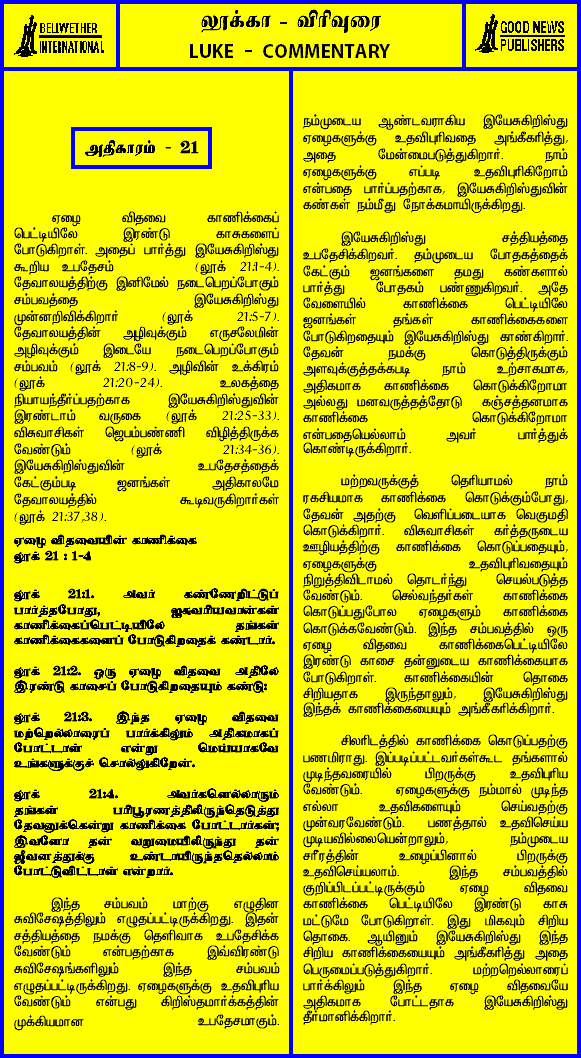 BELLWETHER
INTERNATIONAL
லூக்கா - விரிவுரை
LUKE - COMMENTARY
GOOD NEWS
PUBLISHERS
அதிகாரம் - 21
ஏழை விதவை காணிக்கைப்
பெட்டியிலே இரண்டு காசுகளைப்
போடுகிறாள். அதைப் பார்த்து இயேசுகிறிஸ்து
கூறிய உபதேசம் (லூக் 21:1-4).
தேவாலயத்திற்கு இனிமேல் நடைபெறப்போகும்
சம்பவத்தை இயேசுகிறிஸ்து
முன்னறிவிக்கிறார் (லூக் 21:5-7).
தேவாலயத்தின் அழிவுக்கும் எருசலேமின்
அழிவுக்கும் இடையே நடைபெறப்போகும்
சம்பவம் (லூக் 21:8-9). அழிவின் உக்கிரம்
(லூக் 21:20-24). உலகத்தை
நியாயந்தீர்ப்பதற்காக இயேசுகிறிஸ்துவின்
இரண்டாம் வருகை (லூக் 21:25-33).
விசுவாசிகள் ஜெபம்பண்ணி விழித்திருக்க
வேண்டும் (லூக் 21:34-36).
இயேசுகிறிஸ்துவின் உபதேசத்தைக்
கேட்கும்படி ஜனங்கள் அதிகாலமே
தேவாலயத்தில் கூடிவருகிறார்கள்
(லூக் 21:37,38).
ஏழை விதவையின் காணிக்கை
லூக் 21 : 1-4
லூக் 21:1. அவர் கண்ணேறிட்டுப்
பார்த்தபோது, ஐசுவரியவான்கள்
காணிக்கைப்பெட்டியிலே தங்கள்
காணிக்கைகளைப் போடுகிறதைக் கண்டார்.
லூக் 21:2. ஒரு ஏழை விதவை அதிலே
இரண்டு காசைப் போடுகிறதையும் கண்டு:
லூக் 21:3. இந்த ஏழை விதவை
மற்றெல்லாரைப் பார்க்கிலும் அதிகமாகப்
போட்டாள் என்று மெய்யாகவே
உங்களுக்குச் சொல்லுகிறேன்.
லூக் 21:4. அவர்களெல்லாரும்
தங்கள் பரிபூரணத்திலிருந்தெடுத்து
தேவனுக்கென்று காணிக்கை போட்டார்கள்;
இவளோ தன் வறுமையிலிருந்து தன்
ஜீவனத்துக்கு உண்டாயிருந்ததெல்லாம்
போட்டுவிட்டாள் என்றார்.
இந்த சம்பவம் மாற்கு எழுதின
சுவிசேஷத்திலும் எழுதப்பட்டிருக்கிறது. இதன்
சத்தியத்தை நமக்கு தெளிவாக உபதேசிக்க
வேண்டும் என்பதற்காக இவ்விரண்டு
சுவிசேஷங்களிலும் இந்த சம்பவம்
எழுதப்பட்டிருக்கிறது. ஏழைகளுக்கு உதவிபுரிய
வேண்டும் என்பது கிறிஸ்தமார்க்கத்தின்
முக்கியமான உபதேசமாகும்.
நம்முடைய ஆண்டவராகிய இயேசுகிறிஸ்து
ஏழைகளுக்கு உதவிபுரிவதை அங்கீகரித்து,
அதை மேன்மைபடுத்துகிறார். நாம்
ஏழைகளுக்கு எப்படி உதவிபுரிகிறோம்
என்பதை பார்ப்பதற்காக, இயேசுகிறிஸ்துவின்
கண்கள் நம்மீது நோக்கமாயிருக்கிறது.
இயேசுகிறிஸ்து சத்தியத்தை
உபதேசிக்கிறவர். தம்முடைய போதகத்தைக்
கேட்கும் ஜனங்களை தமது கண்களால்
பார்த்து போதகம் பண்ணுகிறவர். அதே
வேளையில் காணிக்கை பெட்டியிலே
ஜனங்கள் தங்கள் காணிக்கைகளை
போடுகிறதையும் இயேசுகிறிஸ்து காண்கிறார்.
தேவன் நமக்கு கொடுத்திருக்கும்
அளவுக்குத்தக்கபடி நாம் உற்சாகமாக,
அதிகமாக காணிக்கை கொடுக்கிறோமா
அல்லது மனவருத்தத்தோடு கஞ்சத்தனமாக
காணிக்கை கொடுக்கிறோமா
என்பதையெல்லாம் அவர் பார்த்துக்
கொண்டிருக்கிறார்.
மற்றவருக்குத் தெரியாமல் நாம்
ரகசியமாக காணிக்கை கொடுக்கும்போது,
தேவன் அதற்கு வெளிப்படையாக வெகுமதி
கொடுக்கிறார். விசுவாசிகள் கர்த்தருடைய
ஊழியத்திற்கு காணிக்கை கொடுப்பதையும்,
ஏழைகளுக்கு உதவிபுரிவதையும்
நிறுத்திவிடாமல் தொடர்ந்து செயல்படுத்த
வேண்டும். செல்வந்தர்கள் காணிக்கை
கொடுப்பதுபோல ஏழைகளும் காணிக்கை
கொடுக்கவேண்டும். இந்த சம்பவத்தில் ஒரு
ஏழை விதவை காணிக்கைபெட்டியிலே
இரண்டு காசை தன்னுடைய காணிக்கையாக
போடுகிறாள். காணிக்கையின் தொகை
சிறியதாக இருந்தாலும், இயேசுகிறிஸ்து
இந்தக் காணிக்கையையும் அங்கீகரிக்கிறார்.
சிலரிடத்தில் காணிக்கை கொடுப்பதற்கு
பணமிராது. இப்படிப்பட்டவர்கள்கூட தங்களால்
முடிந்தவரையில் பிறருக்கு உதவிபுரிய
வேண்டும். ஏழைகளுக்கு நம்மால் முடிந்த
எல்லா உதவிகளையும் செய்வதற்கு
முன்வரவேண்டும். பணத்தால் உதவிசெய்ய
முடியவில்லையென்றாலும், நம்முடைய
சரீரத்தின் உழைப்பினால் பிறருக்கு
உதவிசெய்யலாம். இந்த சம்பவத்தில்
குறிப்பிடப்பட்டிருக்கும் ஏழை விதவை
காணிக்கை பெட்டியிலே இரண்டு காசு
மட்டுமே போடுகிறாள். இது மிகவும் சிறிய
தொகை. ஆயினும் இயேசுகிறிஸ்து இந்த
சிறிய காணிக்கையையும் அங்கீகரித்து அதை
பெருமைப்படுத்துகிறார். மற்றெல்லாரைப்
பார்க்கிலும் இந்த ஏழை விதவையே
அதிகமாக போட்டதாக இயேசுகிறிஸ்து
தீர்மானிக்கிறார்.